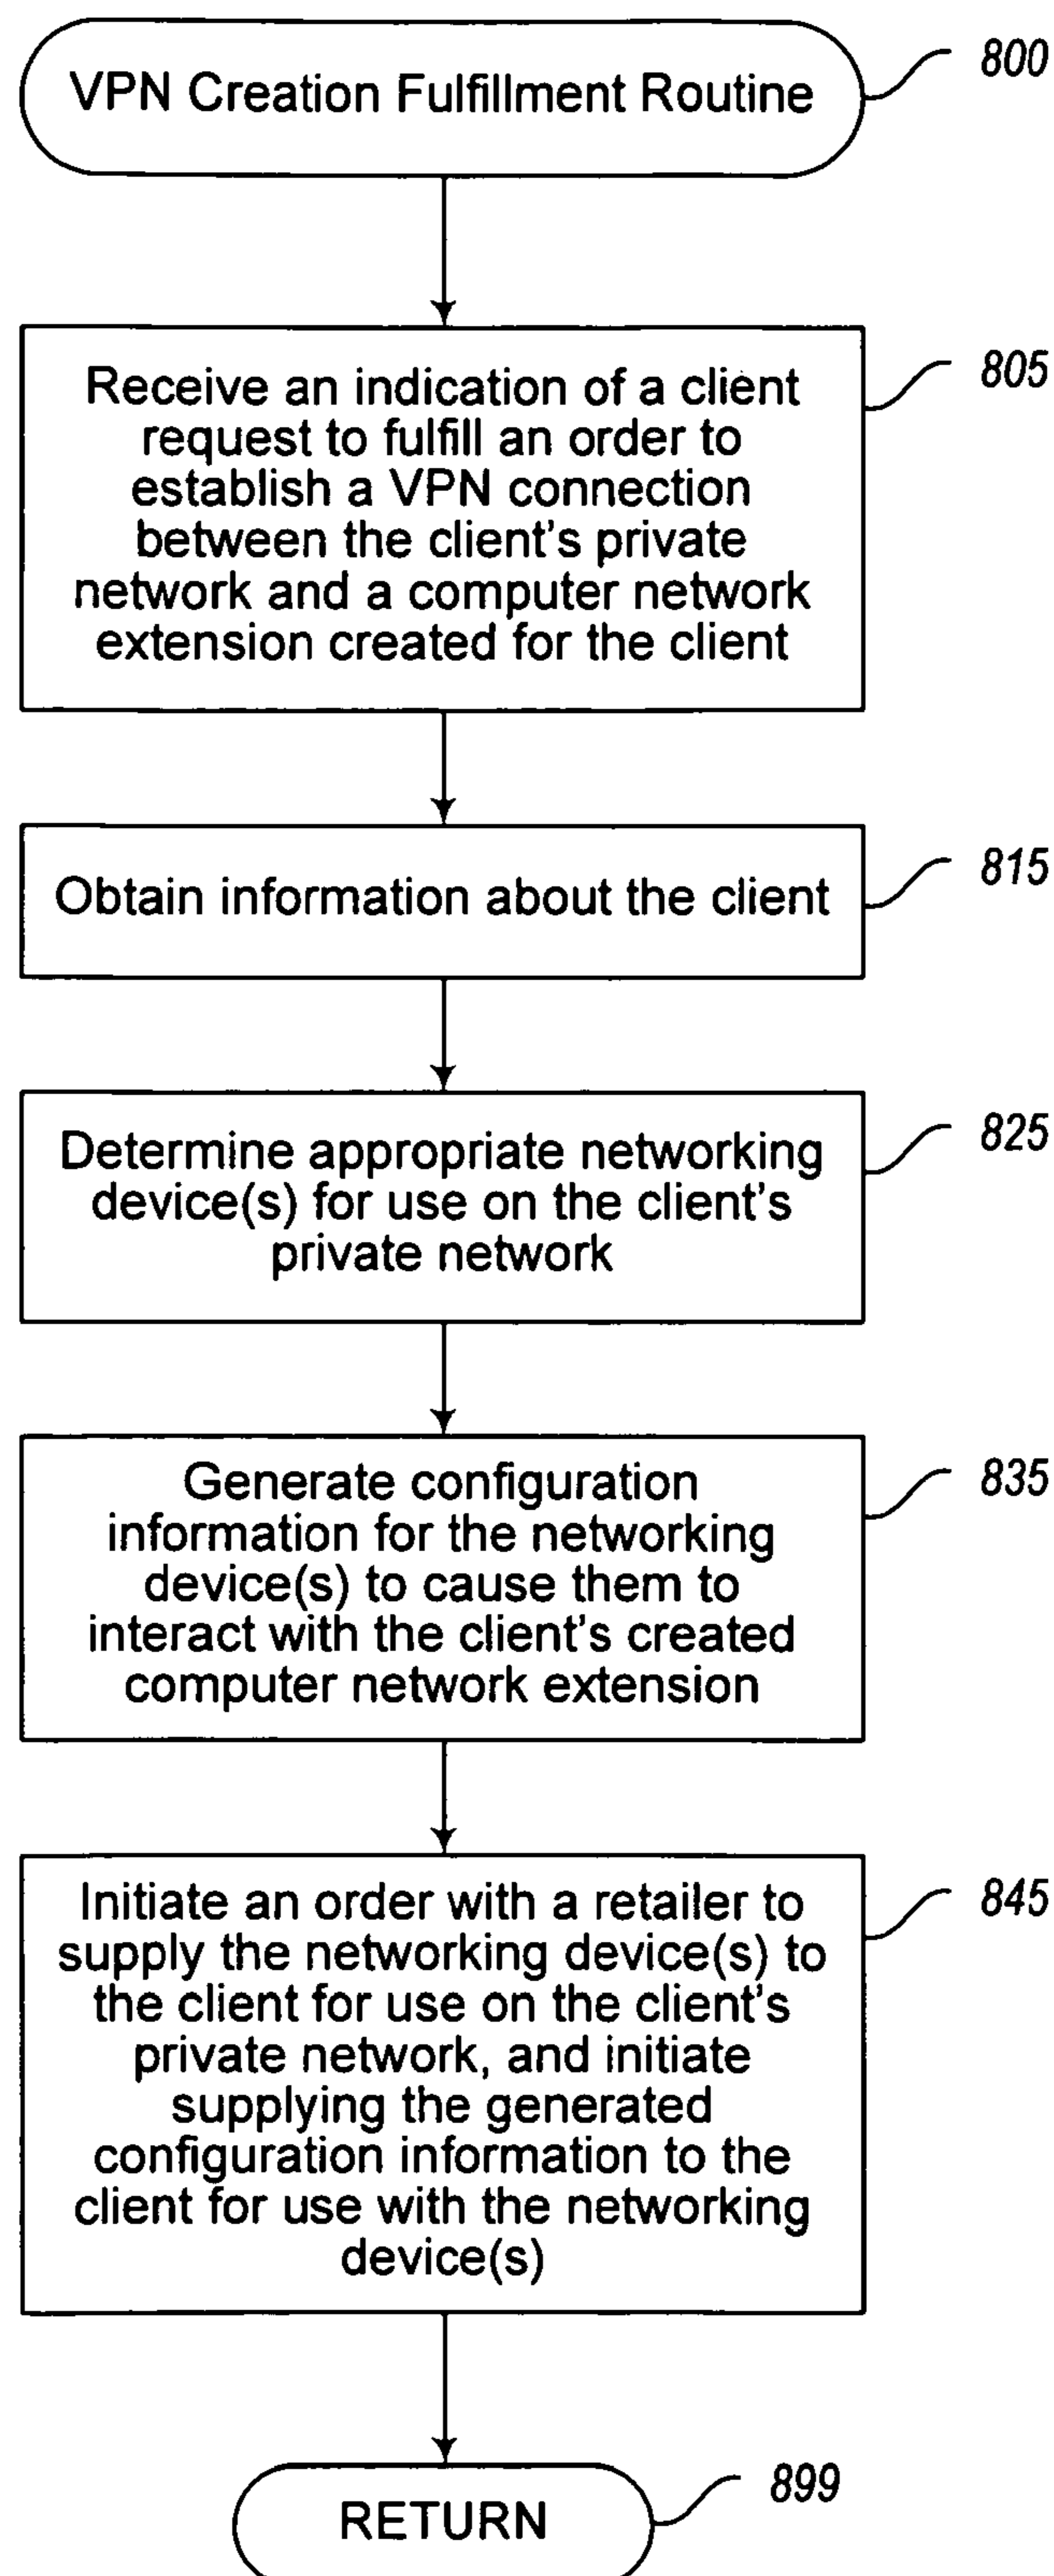 VPN Creation Fulfillment Routine
800
Receive an indication of a client
request to fulfill an order to
establish a VPN connection
between the client's private
network and a computer network
extension created for the client
805
Obtain information about the client
815
Determine appropriate networking
device(s) for use on the client's
private network
825
Generate configuration
information for the networking
device(s) to cause them to
interact with the client's created
computer network extension
835
Initiate an order with a retailer to
supply the networking device(s) to
the client for use on the client's
private network, and initiate
supplying the generated
configuration information to the
client for use with the networking
device(s)
845
RETURN
899